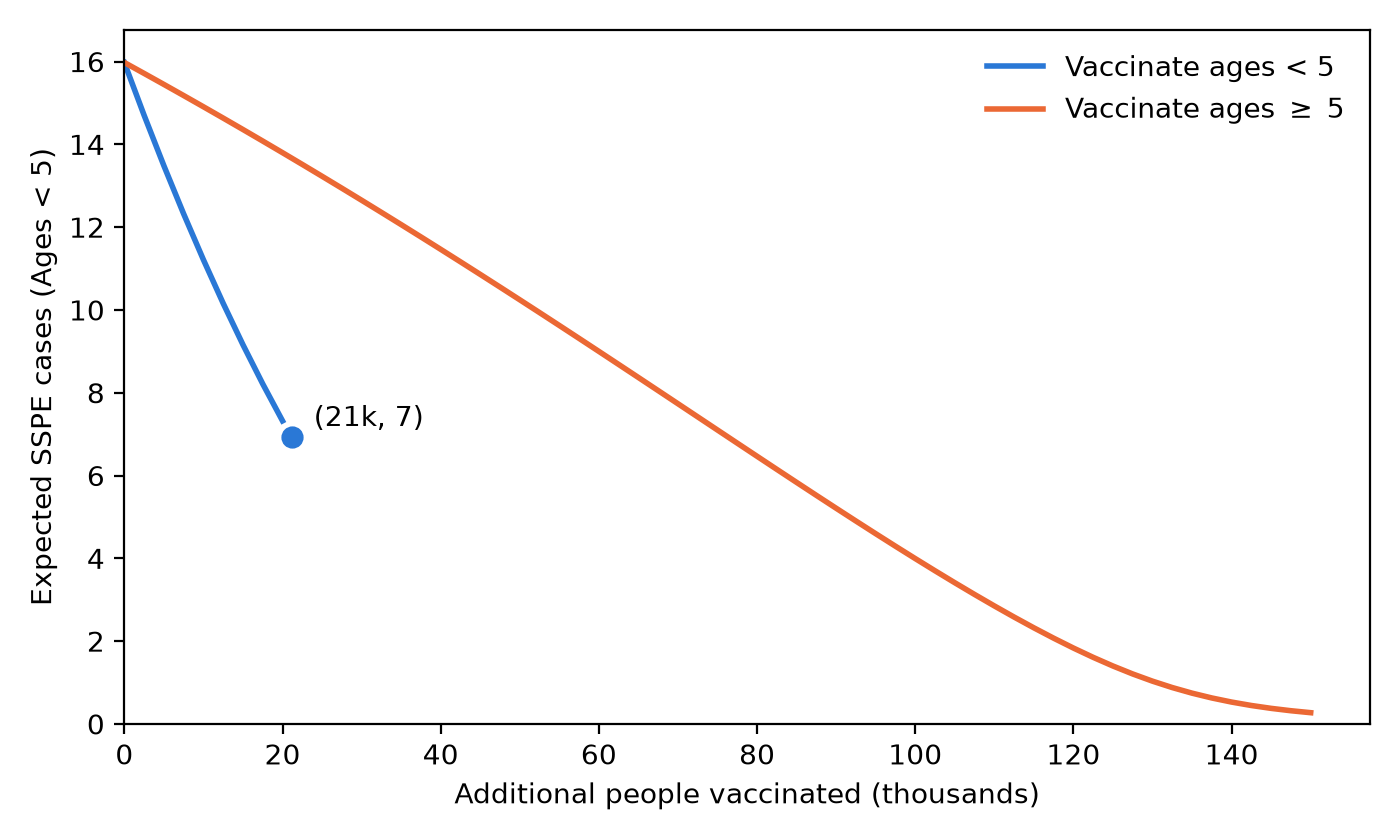 Vaccinate ages < 5
Vaccinate ages ≥ 5
Expected SSPE cases (Ages < 5)
16
14
12
10
8
6
4
2
0
(21k, 7)
0 20 40 60 80 100 120 140
Additional people vaccinated (thousands)